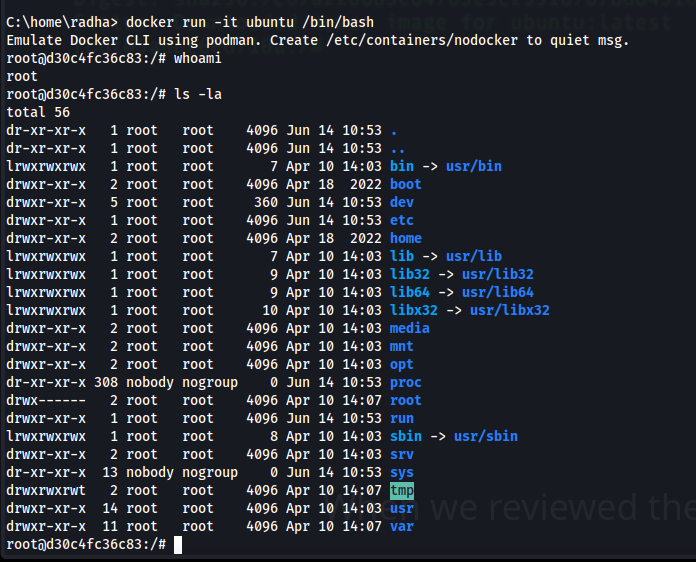 C:\home\radha> docker run -it ubuntu /bin/bash
Emulate Docker CLI using podman. Create /etc/containers/nodocker to quiet msg.
root@d30c4fc36c83:/# whoami
root
root@d30c4fc36c83:/# ls -la
total 56
dr-xr-xr-x   1 root   root    4096 Jun 14 10:53 .
dr-xr-xr-x   1 root   root    4096 Jun 14 10:53 ..
lrwxrwxrwx   1 root   root       7 Apr 10 14:03 bin -> usr/bin
drwxr-xr-x   2 root   root    4096 Apr 18  2022 boot
drwxr-xr-x   5 root   root     360 Jun 14 10:53 dev
drwxr-xr-x   1 root   root    4096 Jun 14 10:53 etc
drwxr-xr-x   2 root   root    4096 Apr 18  2022 home
lrwxrwxrwx   1 root   root       7 Apr 10 14:03 lib -> usr/lib
lrwxrwxrwx   1 root   root       9 Apr 10 14:03 lib32 -> usr/lib32
lrwxrwxrwx   1 root   root       9 Apr 10 14:03 lib64 -> usr/lib64
lrwxrwxrwx   1 root   root      10 Apr 10 14:03 libx32 -> usr/libx32
drwxr-xr-x   2 root   root    4096 Apr 10 14:03 media
drwxr-xr-x   2 root   root    4096 Apr 10 14:03 mnt
drwxr-xr-x   2 root   root    4096 Apr 10 14:03 opt
dr-xr-xr-x 308 nobody nogroup    0 Jun 14 10:53 proc
drwx------   2 root   root    4096 Apr 10 14:07 root
drwxr-xr-x   1 root   root    4096 Jun 14 10:53 run
lrwxrwxrwx   1 root   root       8 Apr 10 14:03 sbin -> usr/sbin
drwxr-xr-x   2 root   root    4096 Apr 10 14:03 srv
dr-xr-xr-x  13 nobody nogroup    0 Jun 14 10:53 sys
drwxrwxrwt   2 root   root    4096 Apr 10 14:07 tmp
drwxr-xr-x  14 root   root    4096 Apr 10 14:03 usr
drwxr-xr-x  11 root   root    4096 Apr 10 14:07 var
root@d30c4fc36c83:/#
When we reviewed the